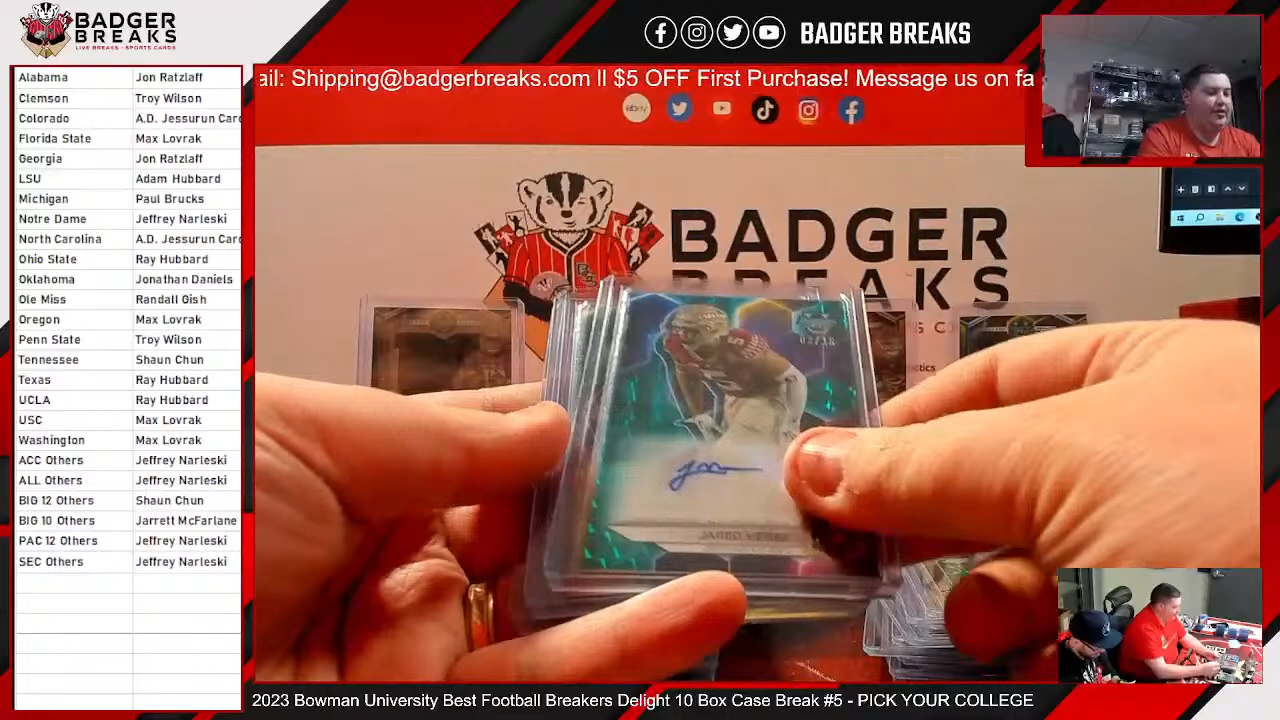 BADGER
BREAKS
LIVE BREAKS - SPORTS CARDS
BADGER BREAKS
ail: Shipping@badgerbreaks.com ll $5 OFF First Purchase! Message us on fa
ebay
Alabama Jon Ratzlaff
Clemson Troy Wilson
Colorado A.D. Jessurun Carc
Florida State Max Lovrak
Georgia Jon Ratzlaff
LSU Adam Hubbard
Michigan Paul Brucks
Notre Dame Jeffrey Narleski
North Carolina A.D. Jessurun Carc
Ohio State Ray Hubbard
Oklahoma Jonathan Daniels
Ole Miss Randall Gish
Oregon Max Lovrak
Penn State Troy Wilson
Tennessee Shaun Chun
Texas Ray Hubbard
UCLA Ray Hubbard
USC Max Lovrak
Washington Max Lovrak
ACC Others Jeffrey Narleski
ALL Others Jeffrey Narleski
BIG 12 Others Shaun Chun
BIG 10 Others Jarrett McFarlane
PAC 12 Others Jeffrey Narleski
SEC Others Jeffrey Narleski
BADGER
BREAKS
JARED VERSE
2023 Bowman University Best Football Breakers Delight 10 Box Case Break #5 - PICK YOUR COLLEGE